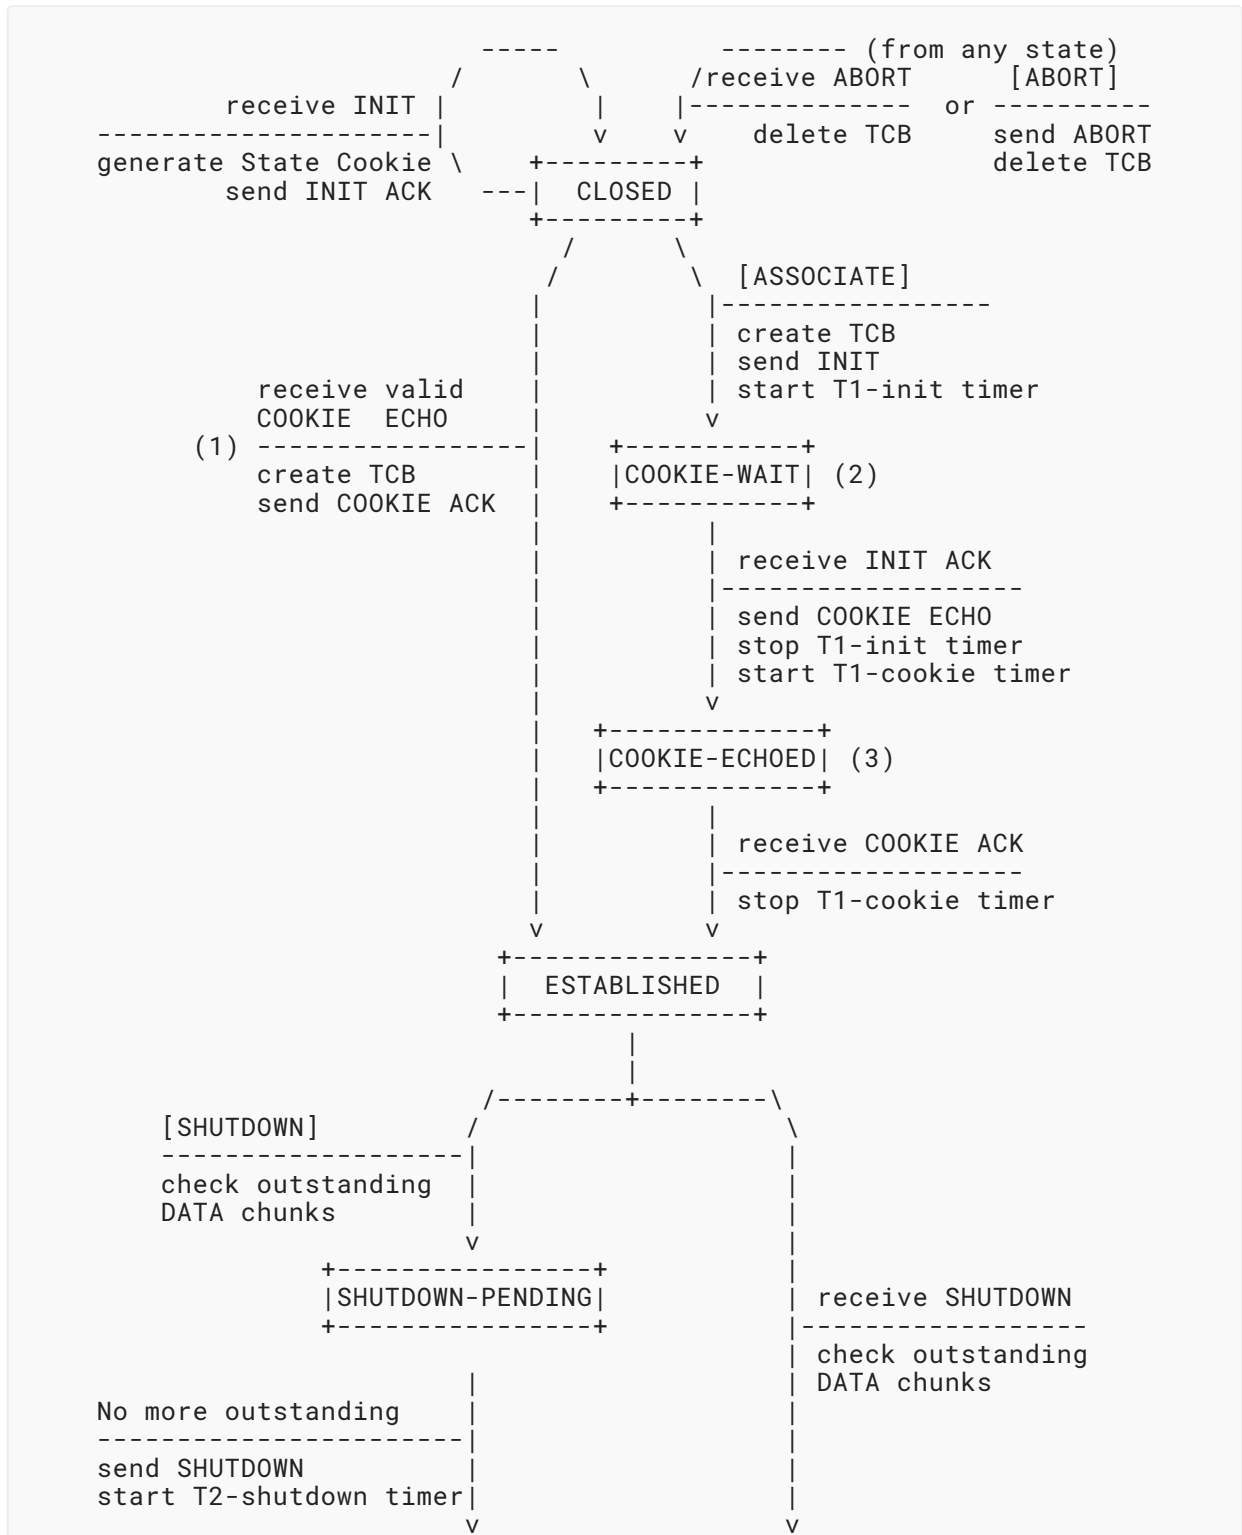 -----          -------- (from any state)
                            /       \      /receive ABORT      [ABORT]
              receive INIT |         |    |--------------  or ----------
      ---------------------|         v    v    delete TCB     send ABORT
      generate State Cookie \    +---------+                  delete TCB
              send INIT ACK   ---|  CLOSED |
                                 +---------+
                                   /      \
                                  /        \  [ASSOCIATE]
                                 |          |-----------------
                                 |          | create TCB
                                 |          | send INIT
                receive valid    |          | start T1-init timer
                COOKIE  ECHO     |          v
            (1) -----------------|    +-----------+
                create TCB       |    |COOKIE-WAIT| (2)
                send COOKIE ACK  |    +-----------+
                                 |          |
                                 |          | receive INIT ACK
                                 |          |-------------------
                                 |          | send COOKIE ECHO
                                 |          | stop T1-init timer
                                 |          | start T1-cookie timer
                                 |          v
                                 |   +-------------+
                                 |   |COOKIE-ECHOED| (3)
                                 |   +-------------+
                                 |          |
                                 |          | receive COOKIE ACK
                                 |          |-------------------
                                 |          | stop T1-cookie timer
                                 v          v
                               +---------------+
                               |  ESTABLISHED  |
                               +---------------+
                                       |
                                       |
                              /--------+--------\
          [SHUTDOWN]         /                   \
          -------------------|                   |
          check outstanding  |                   |
          DATA chunks        |                   |
                             v                   |
                    +----------------+           |
                    |SHUTDOWN-PENDING|           | receive SHUTDOWN
                    +----------------+           |------------------
                                                 | check outstanding
                             |                   | DATA chunks
      No more outstanding    |                   |
      -----------------------|                   |
      send SHUTDOWN          |                   |
      start T2-shutdown timer|                   |
                             v                   v